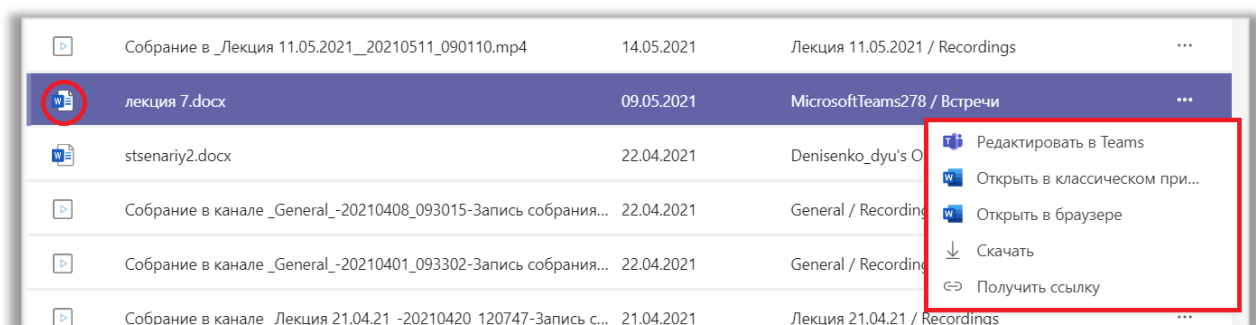 Собрание в _Лекция 11.05.2021__20210511_090110.mp4 14.05.2021 Лекция 11.05.2021 / Recordings ...
лекция 7.docx 09.05.2021 MicrosoftTeams278 / Встречи ...
Редактировать в Teams
stsenariy2.docx 22.04.2021 Denisenko_dyu's O
Открыть в классическом при...
Собрание в канале _General_-20210408_093015-Запись собрания... 22.04.2021 General / Recording
Открыть в браузере
Собрание в канале _General_-20210401_093302-Запись собрания... 22.04.2021 General / Recording
Скачать
Получить ссылку
Собрание в канале _Лекция 21.04.21_-20210420_120747-Запись с... 21.04.2021 Лекция 21.04.21 / Recordings ...